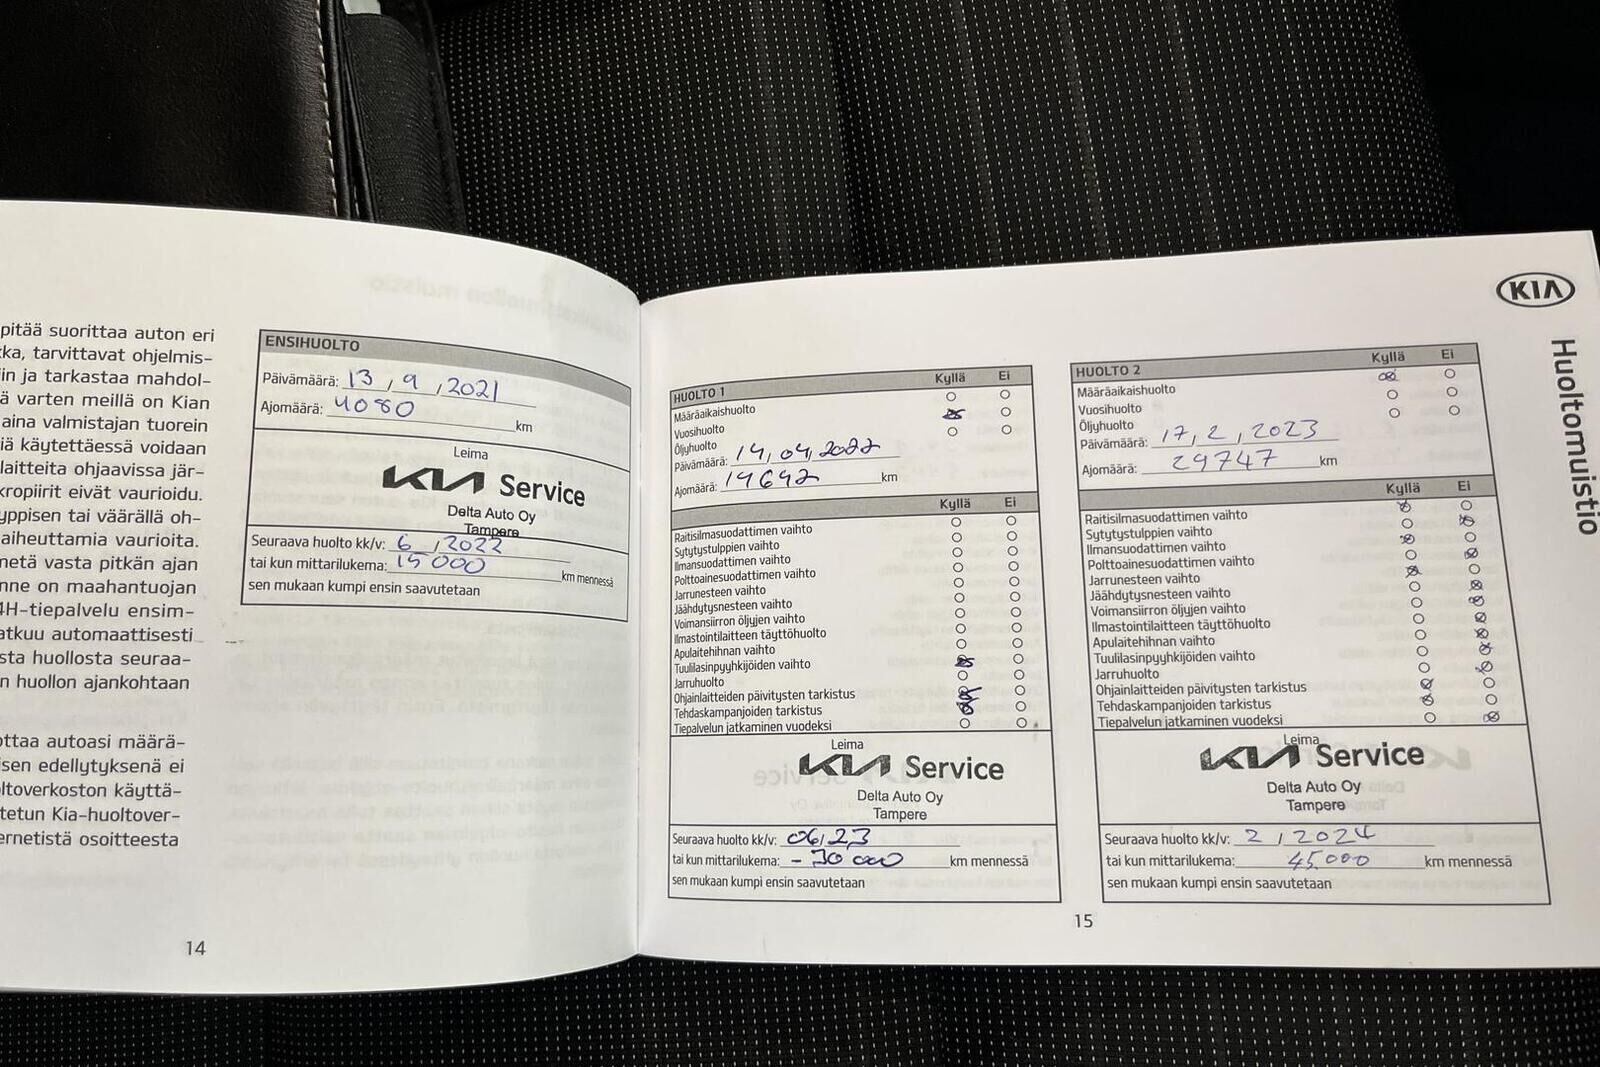 pitää suorittaa auton eri
ka, tarvittavat ohjelmis-
iin ja tarkastaa mahdol-
ä varten meillä on Kian
aina valmistajan tuorein
iä käytettäessä voidaan
laitteita ohjaavissa jär-
kropiirit eivät vaurioidu.
yppisen tai väärällä oh-
aiheuttamia vaurioita.
netä vasta pitkän ajan
nne on maahantuojan
4H-tiepalvelu ensim-
atkuu automaattisesti
sta huollosta seuraa-
n huollon ajankohtaan
ottaa autoasi määrä-
isen edellytyksenä ei
oltoverkoston käyttä-
tetun Kia-huoltover-
ernetistä osoitteesta
14
ENSIHUOLTO
Päivämäärä: 13 , 9 , 2021
Ajomäärä: 4080 km
Leima
KIA Service
Delta Auto Oy
Tampere
Seuraava huolto kk/v: 6 , 2022
tai kun mittarilukema: 15 000 km mennessä
sen mukaan kumpi ensin saavutetaan
HUOLTO 1 Kyllä Ei
Määräaikaishuolto
Vuosihuolto
Öljyhuolto
Päivämäärä: 14, 04, 2022
Ajomäärä: 14642 km
Kyllä Ei
Raitisilmasuodattimen vaihto
Sytytystulppien vaihto
Ilmansuodattimen vaihto
Polttoainesuodattimen vaihto
Jarrunesteen vaihto
Jäähdytysnesteen vaihto
Voimansiirron öljyjen vaihto
Ilmastointilaitteen täyttöhuolto
Apulaitehihnan vaihto
Tuulilasinpyyhkijöiden vaihto
Jarruhuolto
Ohjainlaitteiden päivitysten tarkistus
Tehdaskampanjoiden tarkistus
Tiepalvelun jatkaminen vuodeksi
Leima
KIA Service
Delta Auto Oy
Tampere
Seuraava huolto kk/v: 06/23
tai kun mittarilukema: - 30 000 km mennessä
sen mukaan kumpi ensin saavutetaan
HUOLTO 2 Kyllä Ei
Määräaikaishuolto
Vuosihuolto
Öljyhuolto
Päivämäärä: 17, 2 , 2023
Ajomäärä: 29747 km
Kyllä Ei
Raitisilmasuodattimen vaihto
Sytytystulppien vaihto
Ilmansuodattimen vaihto
Polttoainesuodattimen vaihto
Jarrunesteen vaihto
Jäähdytysnesteen vaihto
Voimansiirron öljyjen vaihto
Ilmastointilaitteen täyttöhuolto
Apulaitehihnan vaihto
Tuulilasinpyyhkijöiden vaihto
Jarruhuolto
Ohjainlaitteiden päivitysten tarkistus
Tehdaskampanjoiden tarkistus
Tiepalvelun jatkaminen vuodeksi
Leima
KIA Service
Delta Auto Oy
Tampere
Seuraava huolto kk/v: 2 , 2024
tai kun mittarilukema: 45.000 km mennessä
sen mukaan kumpi ensin saavutetaan
15
KIA
Huoltomuistio